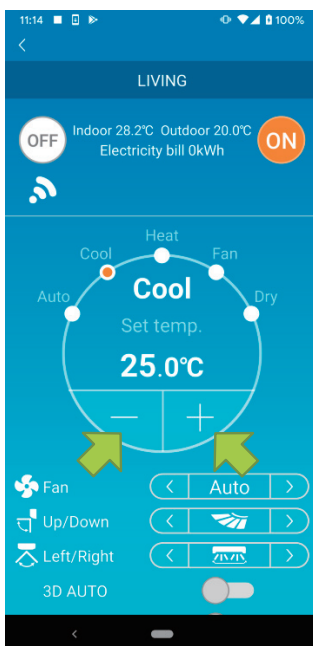 11:14 100%
LIVING
OFF Indoor 28.2℃ Outdoor 20.0℃ ON
Electricity bill 0kWh
Heat
Cool Fan
Auto Cool Dry
Set temp.
25.0℃
Fan Auto
Up/Down
Left/Right
3D AUTO